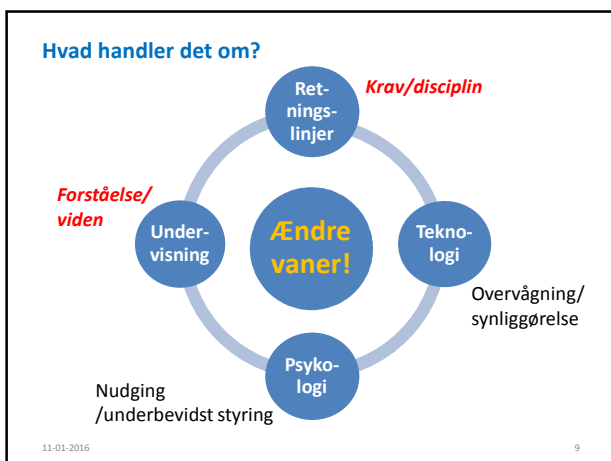 Hvad handler det om?
Ret-
nings-
linjer
Krav/disciplin
Forståelse/
viden
Under-
visning
Ændre
vaner!
Tekno-
logi
Overvågning/
synliggørelse
Psyko-
logi
Nudging
/underbevidst styring
11-01-2016
9